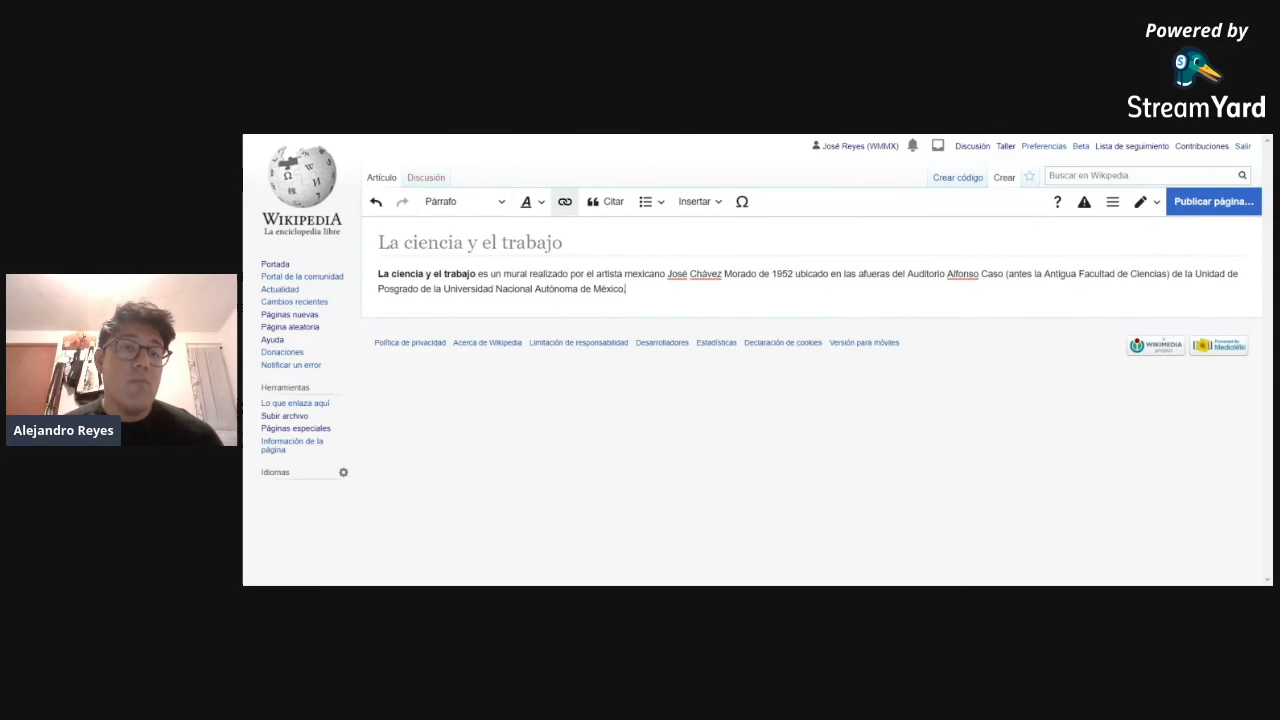 Powered by
StreamYard
José Reyes (WMMX) Discusión Taller Preferencias Beta Lista de seguimiento Contribuciones Salir
Artículo Discusión Crear código Crear Buscar en Wikipedia
WIKIPEDIA
La enciclopedia libre
Párrafo A Citar Insertar Ω ? Publicar página...
La ciencia y el trabajo
La ciencia y el trabajo es un mural realizado por el artista mexicano José Chávez Morado de 1952 ubicado en las afueras del Auditorio Alfonso Caso (antes la Antigua Facultad de Ciencias) de la Unidad de
Posgrado de la Universidad Nacional Autónoma de México.
Portada
Portal de la comunidad
Actualidad
Cambios recientes
Páginas nuevas
Página aleatoria
Ayuda
Donaciones
Notificar un error
Herramientas
Lo que enlaza aquí
Subir archivo
Páginas especiales
Información de la
página
Idiomas
Política de privacidad Acerca de Wikipedia Limitación de responsabilidad Desarrolladores Estadísticas Declaración de cookies Versión para móviles
WIKIMEDIA
project
Powered by
MediaWiki
Alejandro Reyes